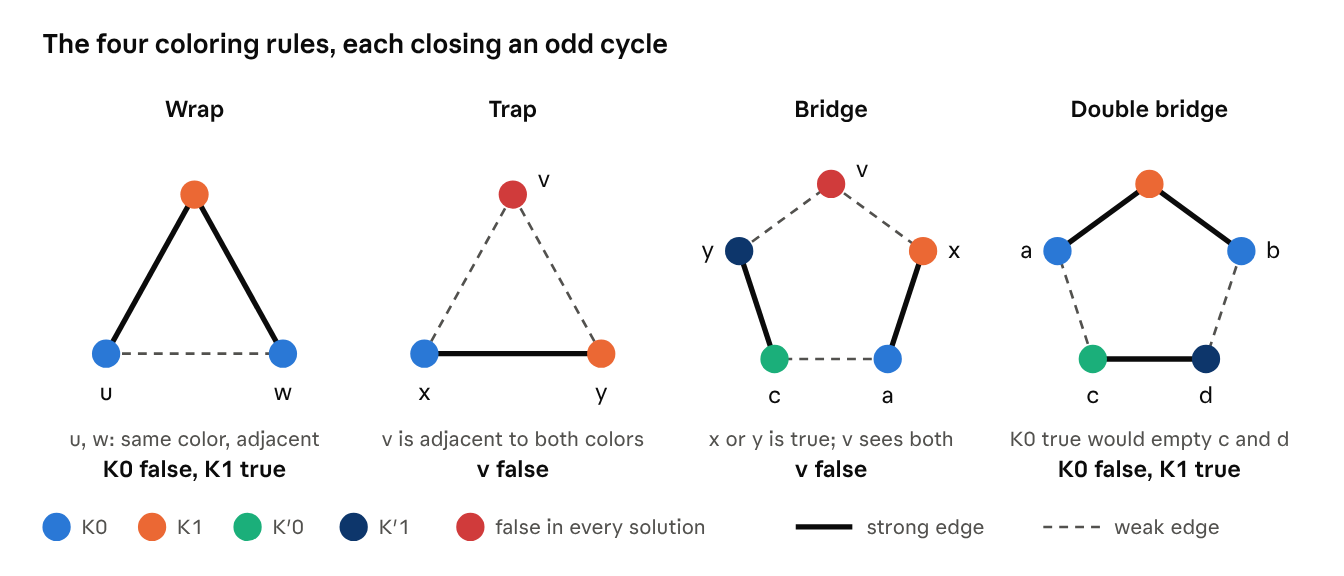 The four coloring rules, each closing an odd cycle
Wrap
u
w
u, w: same color, adjacent
K0 false, K1 true
Trap
v
x
y
v is adjacent to both colors
v false
Bridge
v
y
x
c
a
x or y is true; v sees both
v false
Double bridge
a
b
c
d
K0 true would empty c and d
K0 false, K1 true
K0
K1
K′0
K′1
false in every solution
strong edge
weak edge